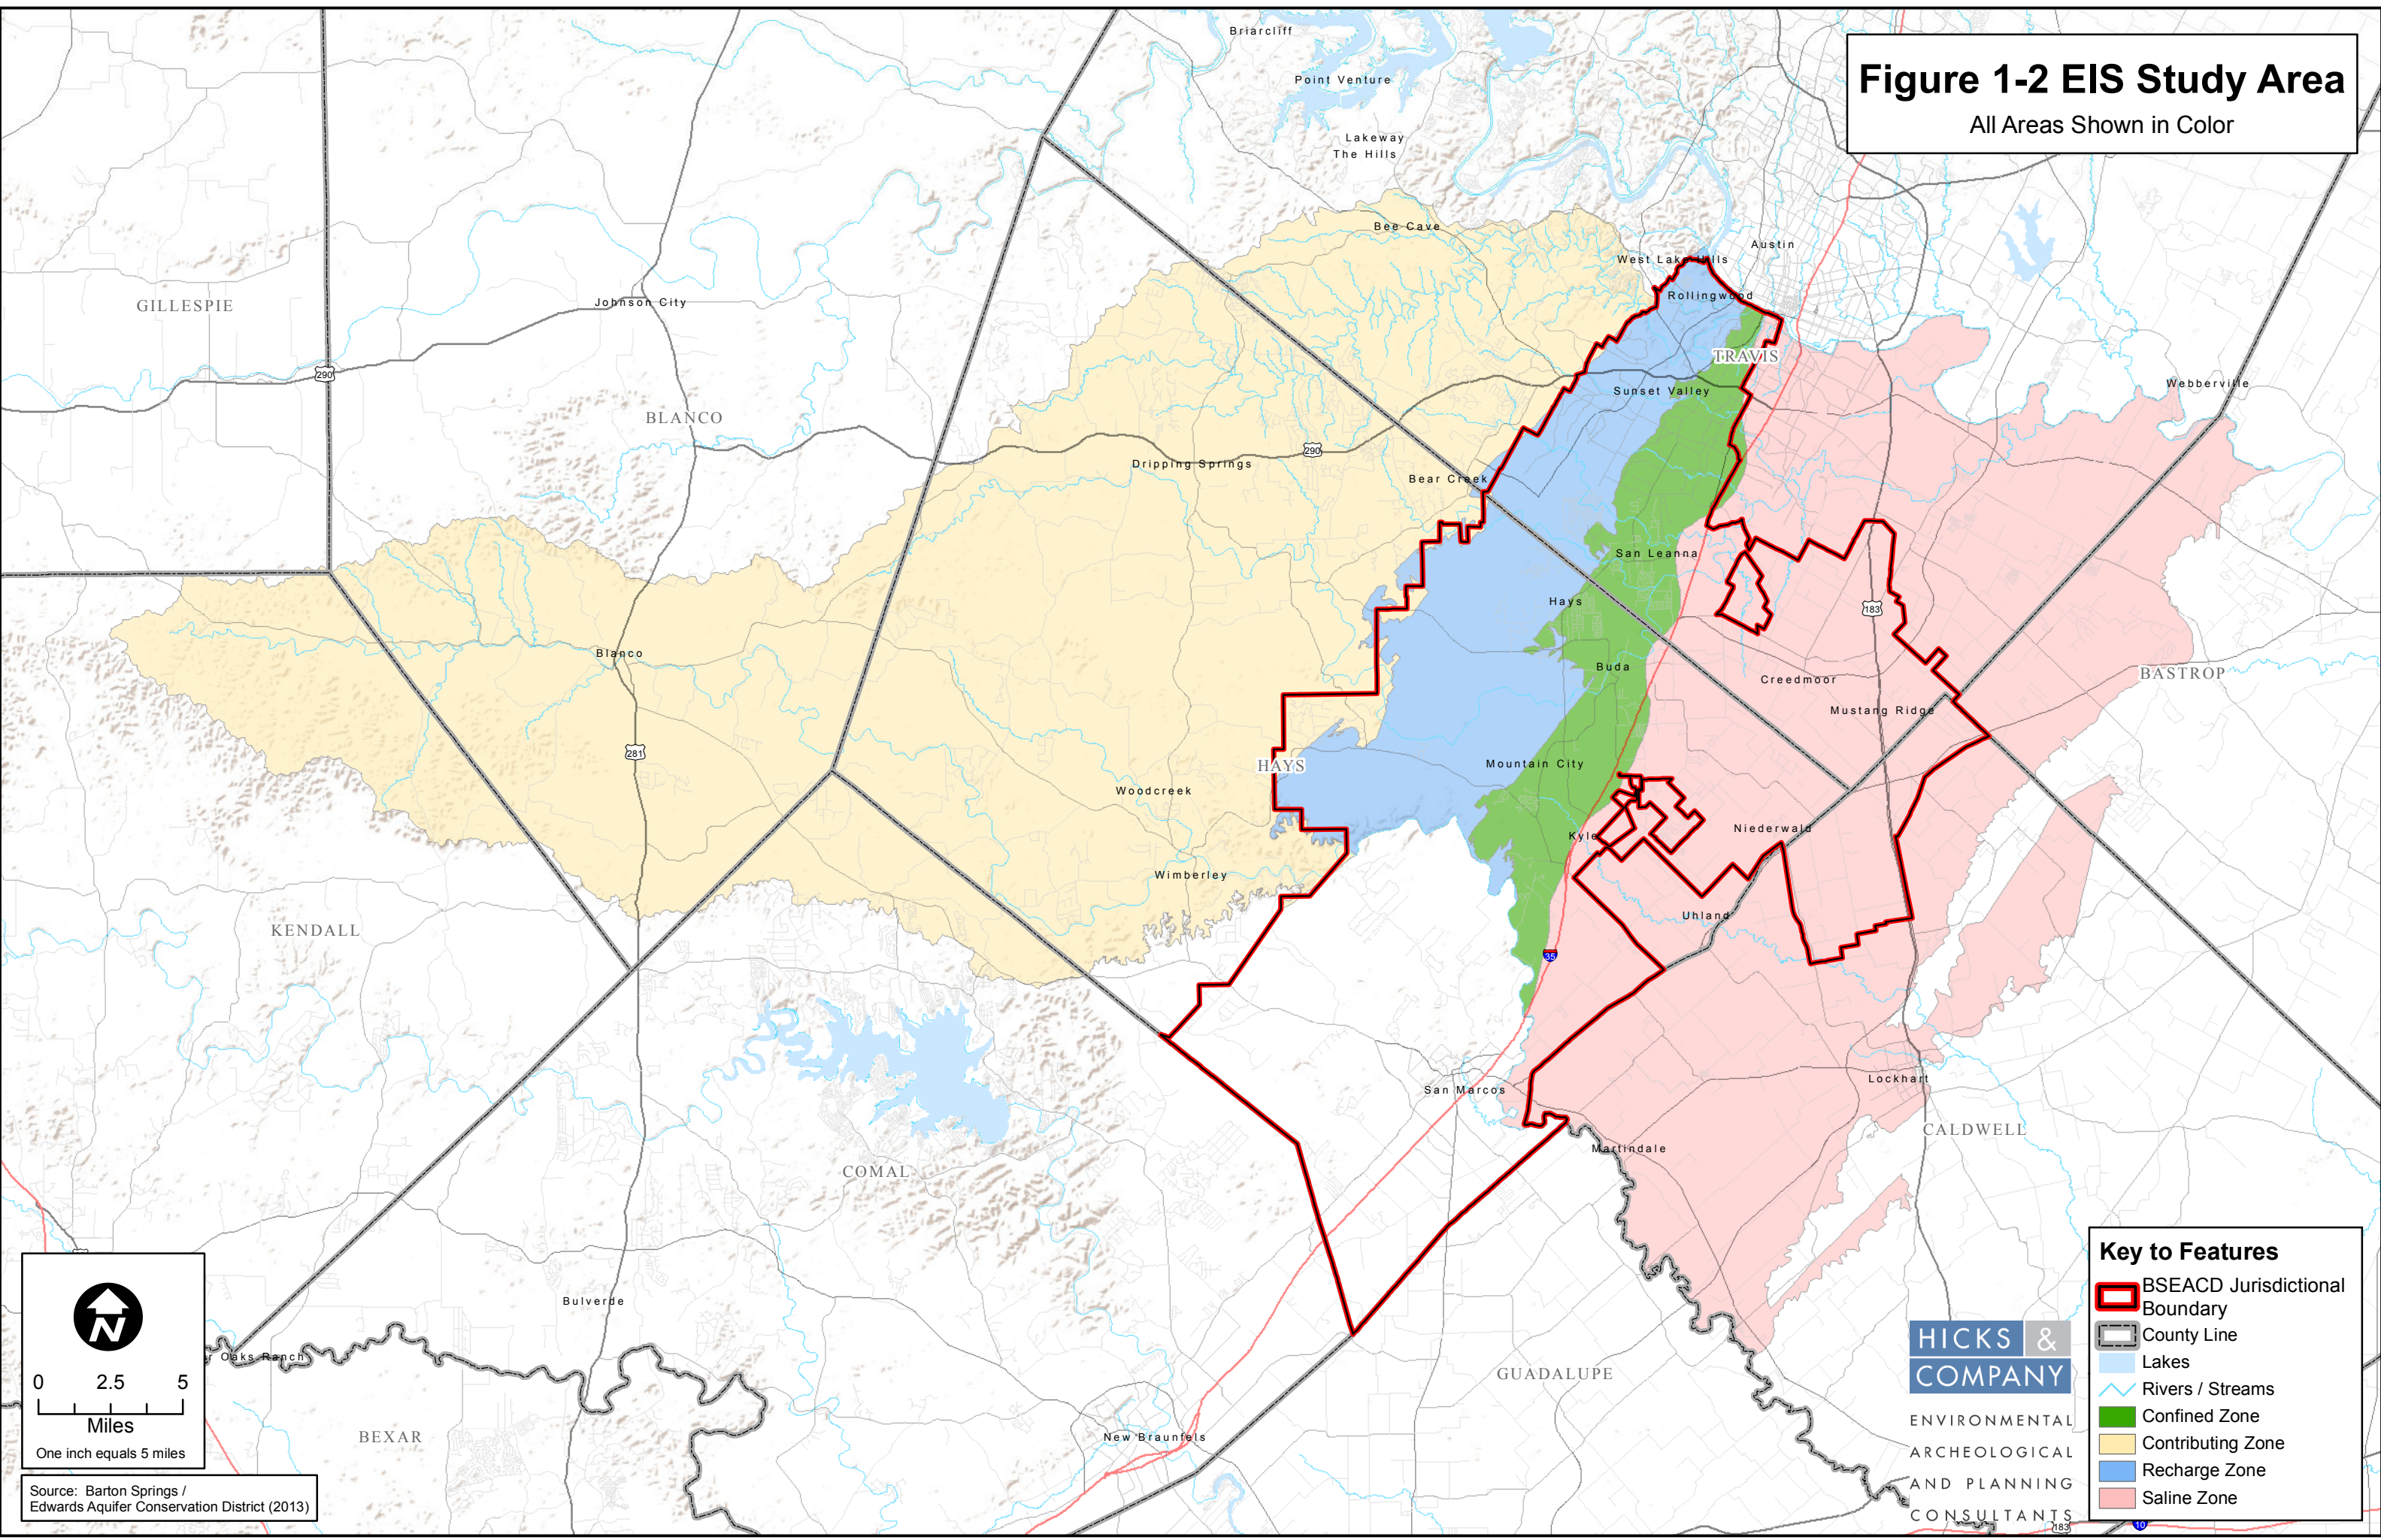 Figure 1-2 EIS Study Area
All Areas Shown in Color
Briarcliff
Point Venture
Lakeway
The Hills
Bee Cave
Austin
West Lake Hills
Rollingwood
GILLESPIE
Johnson City
TRAVIS
290
Webberville
Sunset Valley
BLANCO
290
Dripping Springs
Bear Creek
San Leanna
Hays
183
Blanco
Buda
BASTROP
Creedmoor
Mustang Ridge
281
HAYS
Mountain City
Woodcreek
Niederwald
Kyle
Wimberley
Uhland
KENDALL
35
Lockhart
San Marcos
CALDWELL
Martindale
COMAL
Bulverde
r Oaks Ranch
GUADALUPE
BEXAR
New Braunfels
N
0 2.5 5
Miles
One inch equals 5 miles
Source: Barton Springs /
Edwards Aquifer Conservation District (2013)
HICKS &
COMPANY
ENVIRONMENTAL
ARCHEOLOGICAL
AND PLANNING
CONSULTANTS
183
10
Key to Features
BSEACD Jurisdictional
Boundary
County Line
Lakes
Rivers / Streams
Confined Zone
Contributing Zone
Recharge Zone
Saline Zone